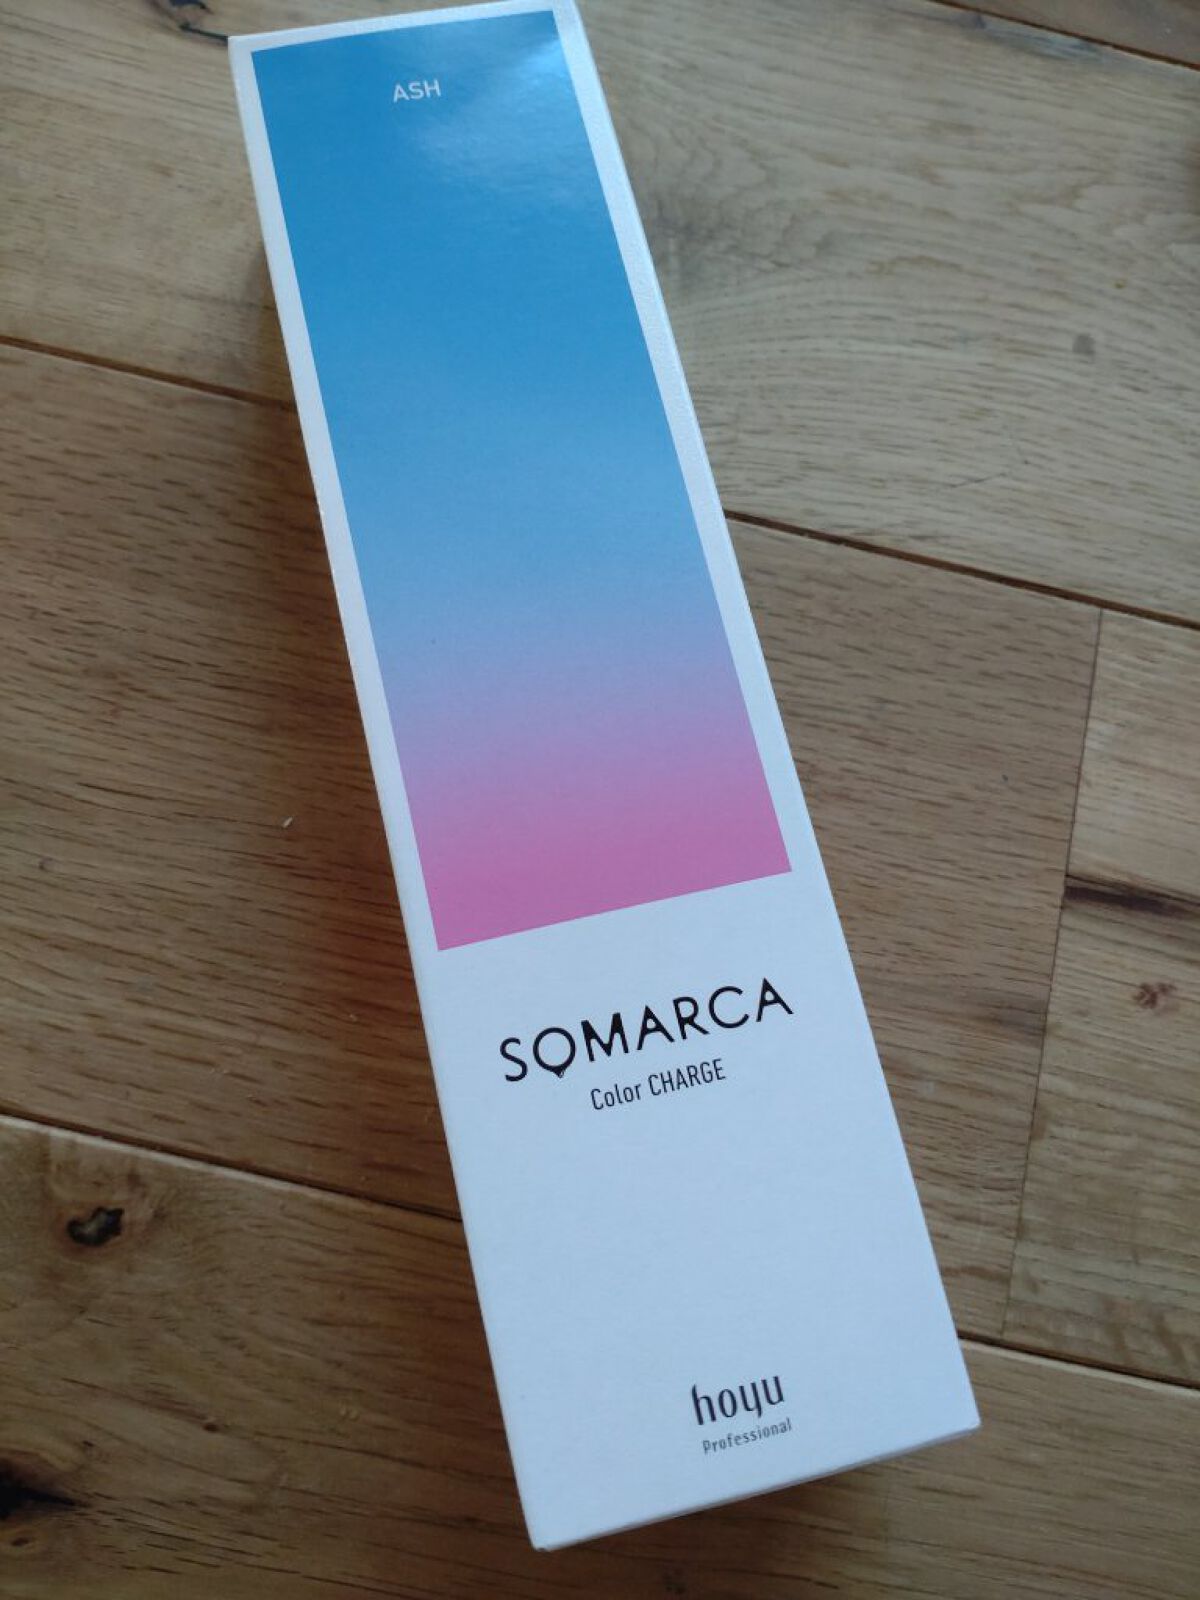 ASH
SOMARCA
Color CHARGE
hoyu
Professional